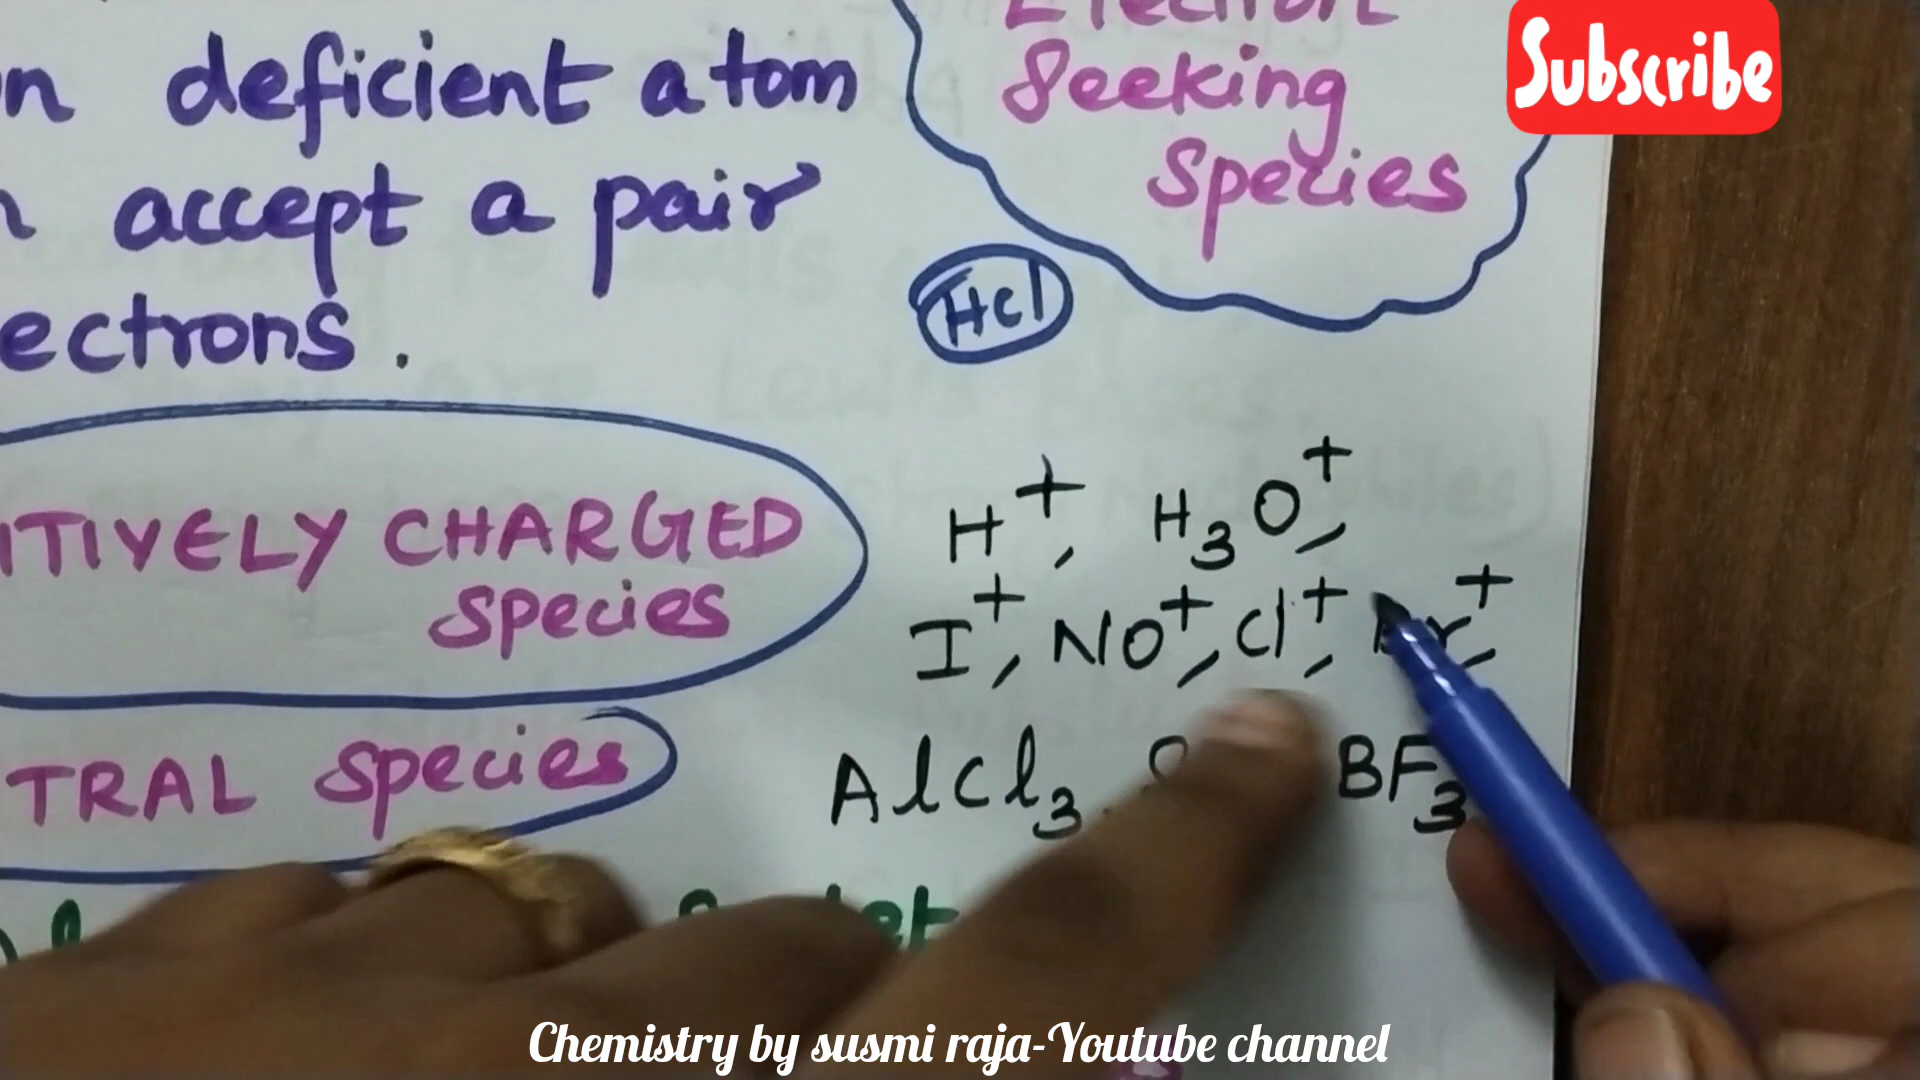 Electron
Seeking
Species
Subscribe
n deficient atom
accept a pair
ectrons.
HCl
ITIVELY CHARGED
species
H+, H3O+,
I+, NO+, Cl+, Br+,
TRAL species
AlCl3, BF3
Chemistry by susmi raja-Youtube channel